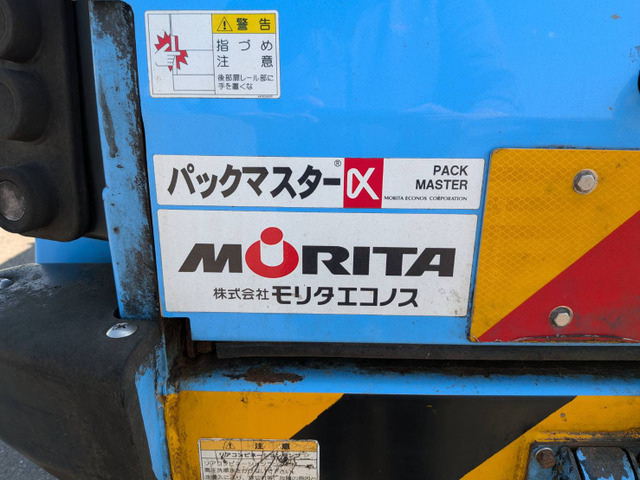 警告
指づめ
注意
後部扉レール部に
手を置くな
パックマスター® α
PACK
MASTER
MORITA ECONOS CORPORATION
MORITA
株式会社 モリタエコノス
注意